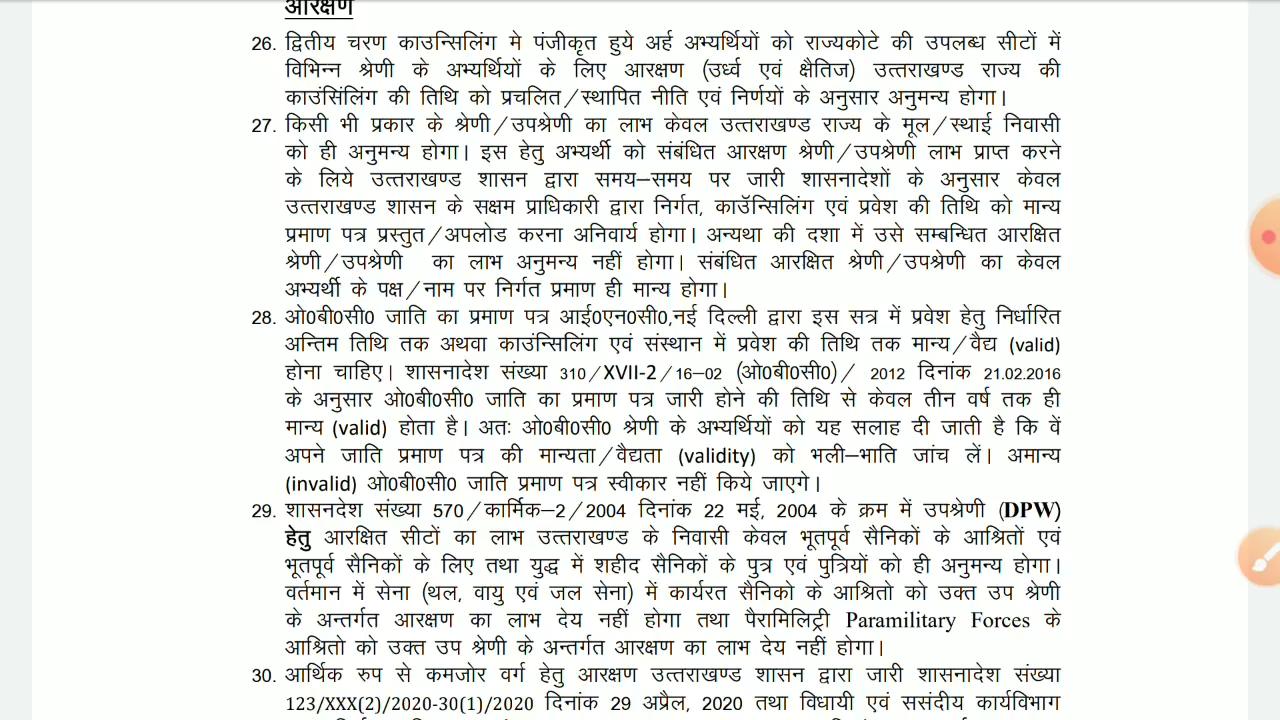 आरक्षण
26. द्वितीय चरण काउन्सिलिंग मे पंजीकृत हुये अर्ह अभ्यर्थियों को राज्यकोटे की उपलब्ध सीटों में
विभिन्न श्रेणी के अभ्यर्थियों के लिए आरक्षण (उर्ध्व एवं क्षैतिज) उत्तराखण्ड राज्य की
काउंसिंलिंग की तिथि को प्रचलित/स्थापित नीति एवं निर्णयों के अनुसार अनुमन्य होगा।
27. किसी भी प्रकार के श्रेणी/उपश्रेणी का लाभ केवल उत्तराखण्ड राज्य के मूल/स्थाई निवासी
को ही अनुमन्य होगा। इस हेतु अभ्यर्थी को संबंधित आरक्षण श्रेणी/उपश्रेणी लाभ प्राप्त करने
के लिये उत्तराखण्ड शासन द्वारा समय–समय पर जारी शासनादेशों के अनुसार केवल
उत्तराखण्ड शासन के सक्षम प्राधिकारी द्वारा निर्गत, काउॅन्सिलिंग एवं प्रवेश की तिथि को मान्य
प्रमाण पत्र प्रस्तुत/अपलोड करना अनिवार्य होगा। अन्यथा की दशा में उसे सम्बन्धित आरक्षित
श्रेणी/उपश्रेणी का लाभ अनुमन्य नहीं होगा। संबंधित आरक्षित श्रेणी/उपश्रेणी का केवल
अभ्यर्थी के पक्ष/नाम पर निर्गत प्रमाण ही मान्य होगा।
28. ओ0बी0सी0 जाति का प्रमाण पत्र आई0एन0सी0,नई दिल्ली द्वारा इस सत्र में प्रवेश हेतु निर्धारित
अन्तिम तिथि तक अथवा काउंन्सिलिंग एवं संस्थान में प्रवेश की तिथि तक मान्य/वैद्य (valid)
होना चाहिए। शासनादेश संख्या 310/XVII-2/16–02 (ओ0बी0सी0)/ 2012 दिनांक 21.02.2016
के अनुसार ओ0बी0सी0 जाति का प्रमाण पत्र जारी होने की तिथि से केवल तीन वर्ष तक ही
मान्य (valid) होता है। अतः ओ0बी0सी0 श्रेणी के अभ्यर्थियों को यह सलाह दी जाती है कि वें
अपने जाति प्रमाण पत्र की मान्यता/वैद्यता (validity) को भली–भाति जांच लें। अमान्य
(invalid) ओ0बी0सी0 जाति प्रमाण पत्र स्वीकार नहीं किये जाएगे।
29. शासनदेश संख्या 570/कार्मिक–2/2004 दिनांक 22 मई, 2004 के क्रम में उपश्रेणी (DPW)
हेतु आरक्षित सीटों का लाभ उत्तराखण्ड के निवासी केवल भूतपूर्व सैनिकों के आश्रितों एवं
भूतपूर्व सैनिकों के लिए तथा युद्ध में शहीद सैनिकों के पुत्र एवं पुत्रियों को ही अनुमन्य होगा।
वर्तमान में सेना (थल, वायु एवं जल सेना) में कार्यरत सैनिको के आश्रितो को उक्त उप श्रेणी
के अन्तर्गत आरक्षण का लाभ देय नहीं होगा तथा पैरामिलिट्री Paramilitary Forces के
आश्रितो को उक्त उप श्रेणी के अन्तर्गत आरक्षण का लाभ देय नहीं होगा।
30. आर्थिक रुप से कमजोर वर्ग हेतु आरक्षण उत्तराखण्ड शासन द्वारा जारी शासनादेश संख्या
123/XXX(2)/2020-30(1)/2020 दिनांक 29 अप्रैल, 2020 तथा विधायी एवं ससंदीय कार्यविभाग